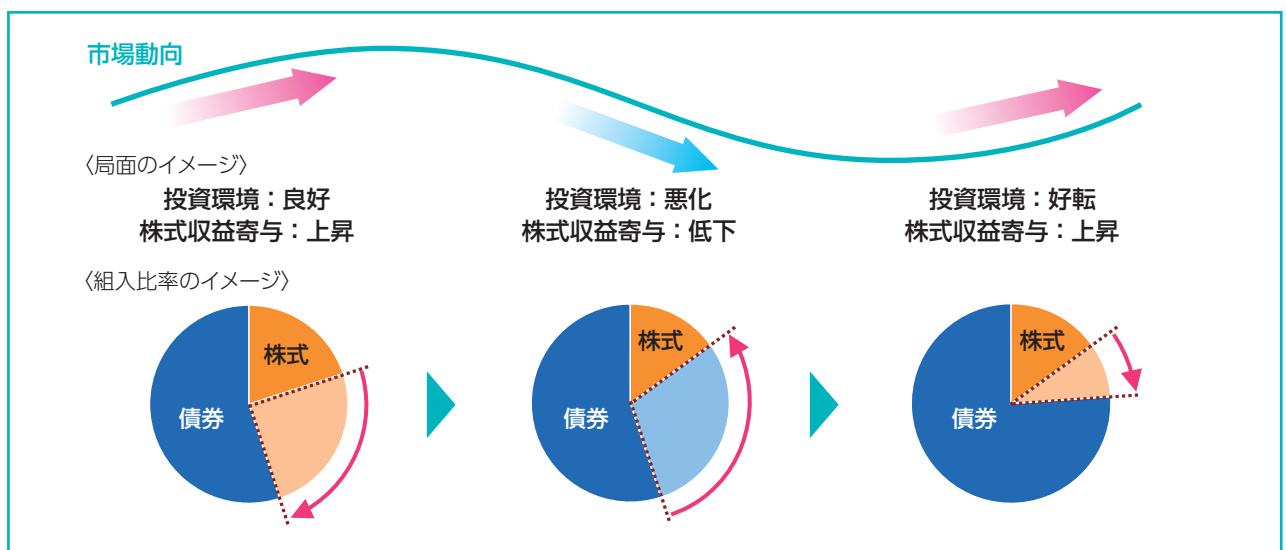 市場動向
〈局面のイメージ〉
投資環境：良好
株式収益寄与：上昇
投資環境：悪化
株式収益寄与：低下
投資環境：好転
株式収益寄与：上昇
〈組入比率のイメージ〉
株式
債券
株式
債券
株式
債券